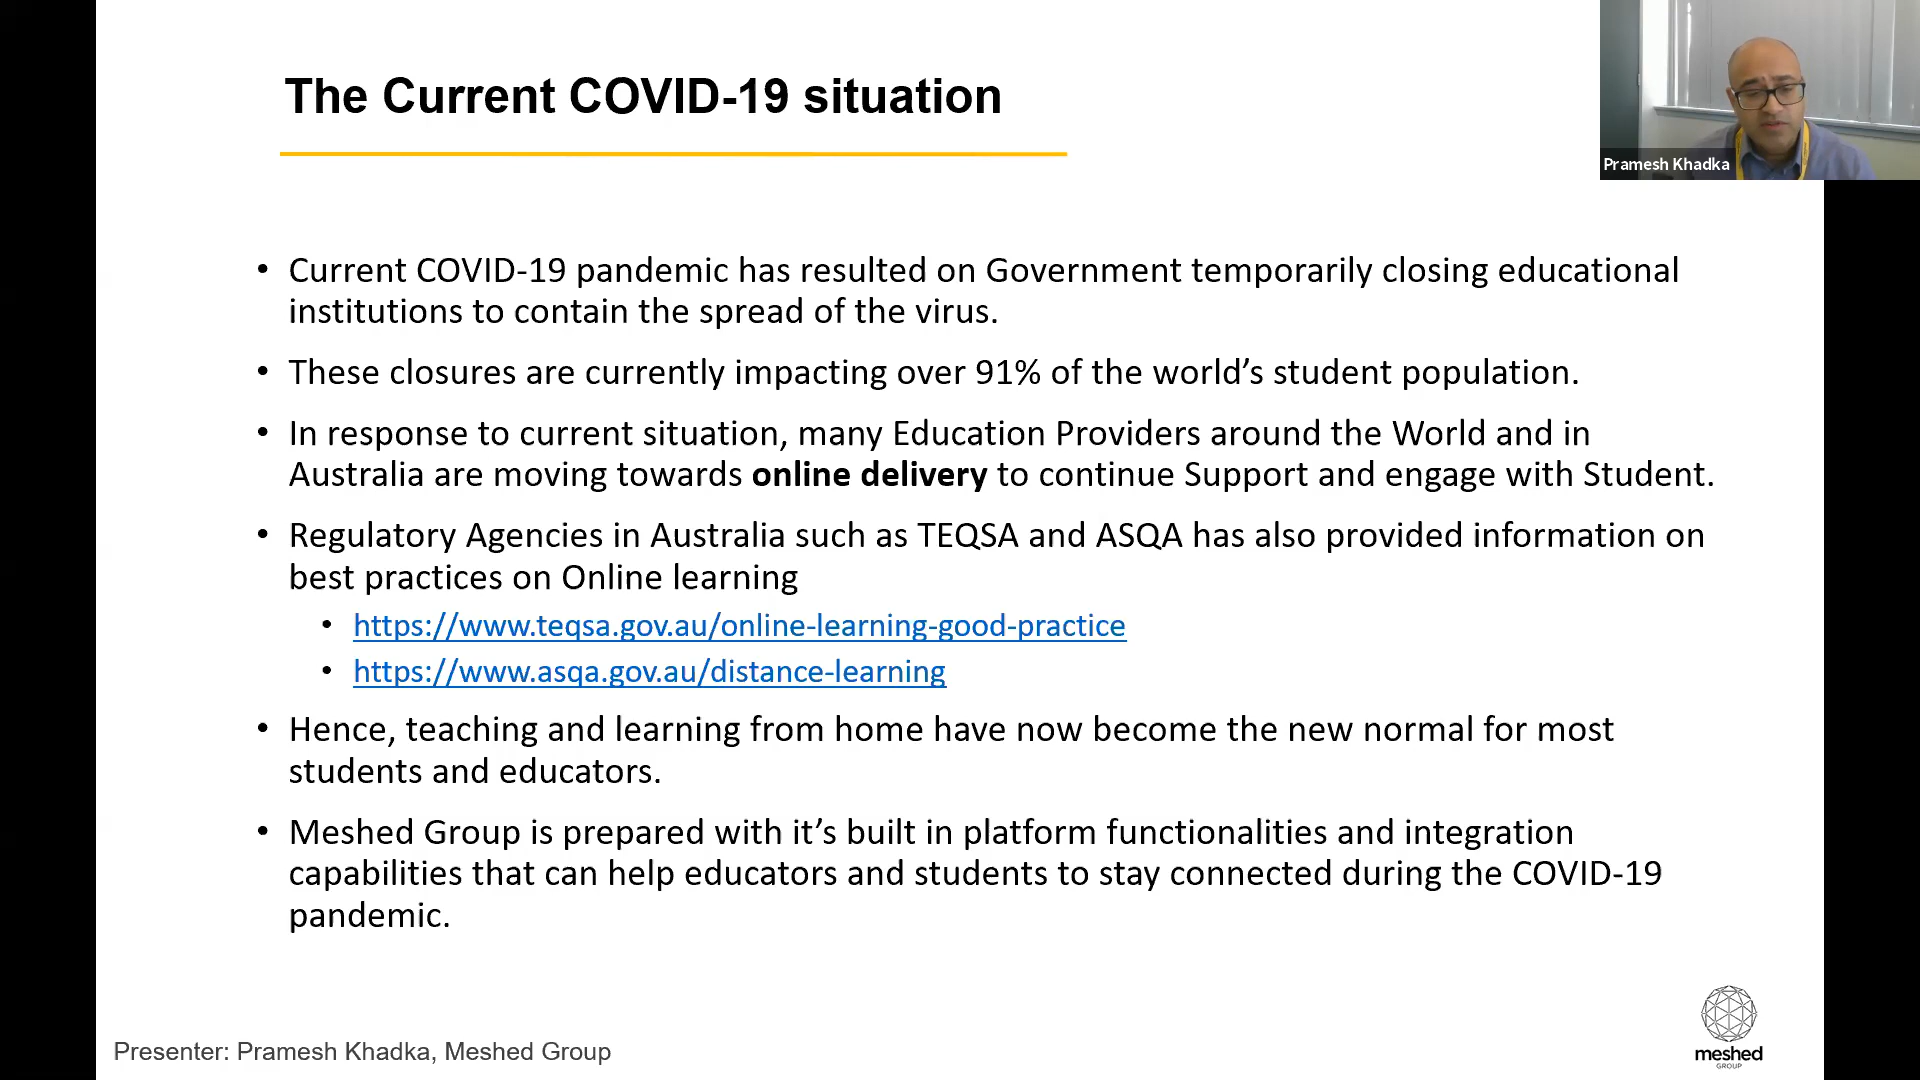 The Current COVID-19 situation
Pramesh Khadka
• Current COVID-19 pandemic has resulted on Government temporarily closing educational
institutions to contain the spread of the virus.
• These closures are currently impacting over 91% of the world’s student population.
• In response to current situation, many Education Providers around the World and in
Australia are moving towards online delivery to continue Support and engage with Student.
• Regulatory Agencies in Australia such as TEQSA and ASQA has also provided information on
best practices on Online learning
• https://www.teqsa.gov.au/online-learning-good-practice
• https://www.asqa.gov.au/distance-learning
• Hence, teaching and learning from home have now become the new normal for most
students and educators.
• Meshed Group is prepared with it’s built in platform functionalities and integration
capabilities that can help educators and students to stay connected during the COVID-19
pandemic.
Presenter: Pramesh Khadka, Meshed Group
meshed
GROUP